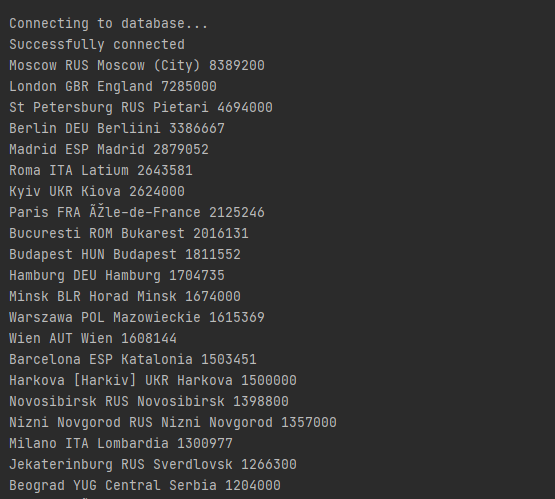 Connecting to database...
Successfully connected
Moscow RUS Moscow (City) 8389200
London GBR England 7285000
St Petersburg RUS Pietari 4694000
Berlin DEU Berliini 3386667
Madrid ESP Madrid 2879052
Roma ITA Latium 2643581
Kyiv UKR Kiova 2624000
Paris FRA ÃŽle-de-France 2125246
Bucuresti ROM Bukarest 2016131
Budapest HUN Budapest 1811552
Hamburg DEU Hamburg 1704735
Minsk BLR Horad Minsk 1674000
Warszawa POL Mazowieckie 1615369
Wien AUT Wien 1608144
Barcelona ESP Katalonia 1503451
Harkova [Harkiv] UKR Harkova 1500000
Novosibirsk RUS Novosibirsk 1398800
Nizni Novgorod RUS Nizni Novgorod 1357000
Milano ITA Lombardia 1300977
Jekaterinburg RUS Sverdlovsk 1266300
Beograd YUG Central Serbia 1204000